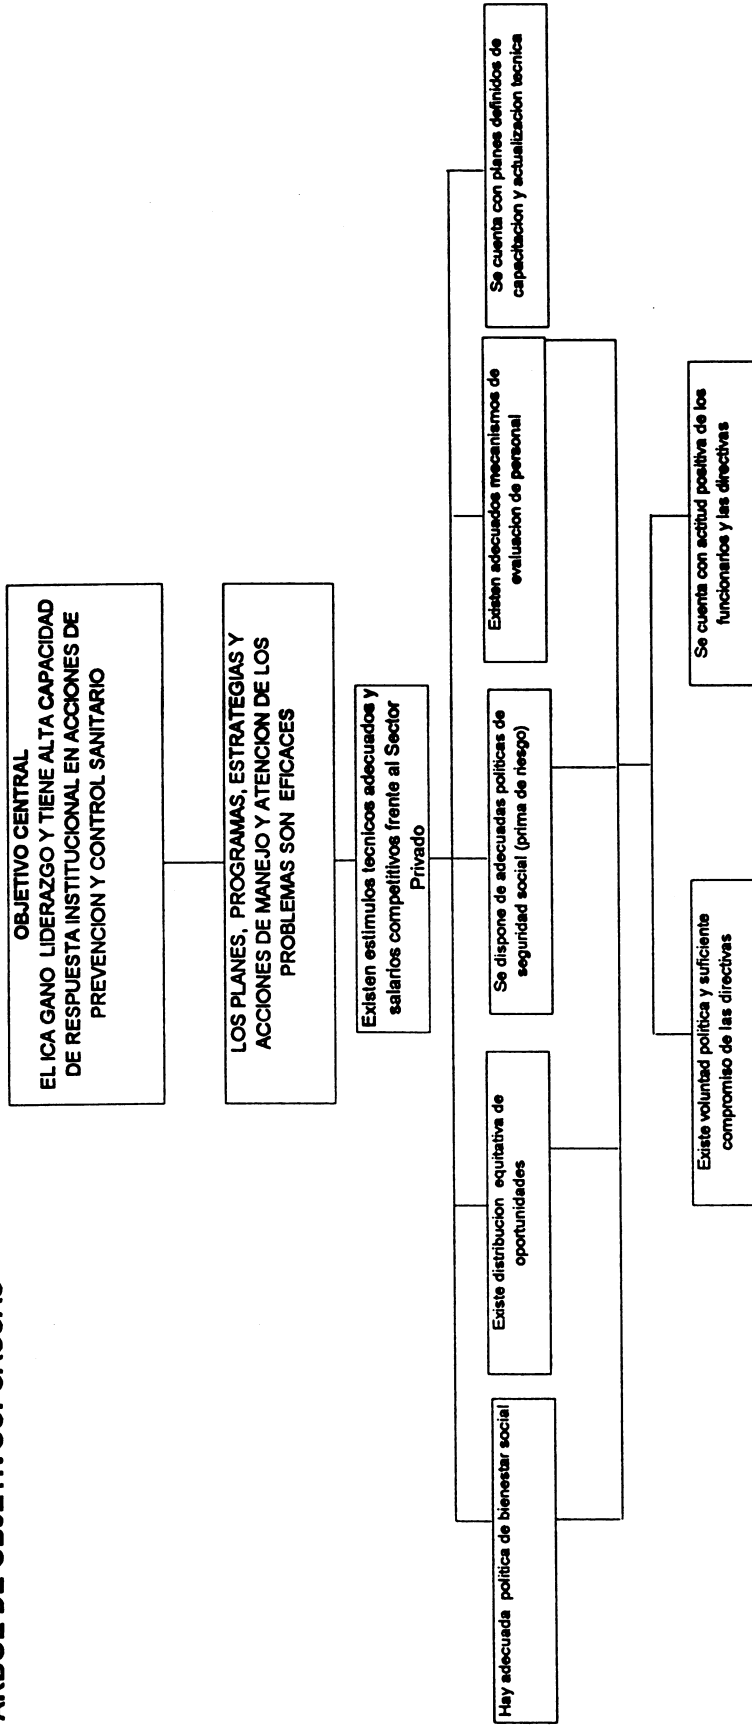 OBJETIVO CENTRAL
EL ICA GANO LIDERAZGO Y TIENE ALTA CAPACIDAD
DE RESPUESTA INSTITUCIONAL EN ACCIONES DE
PREVENCION Y CONTROL SANITARIO
LOS PLANES, PROGRAMAS, ESTRATEGIAS Y
ACCIONES DE MANEJO Y ATENCION DE LOS
PROBLEMAS SON EFICACES
Existen estimulos tecnicos adecuados y
salarios competitivos frente al Sector
Privado
Hay adecuada politica de bienestar social
Existe distribucion equitativa de
oportunidades
Se dispone de adecuadas politicas de
seguridad social (prima de riesgo)
Existen adecuados mecanismos de
evaluacion de personal
Se cuenta con planes definidos de
capacitacion y actualizacion tecnica
Existe voluntad politica y suficiente
compromiso de las directivas
Se cuenta con actitud positiva de los
funcionarios y las directivas